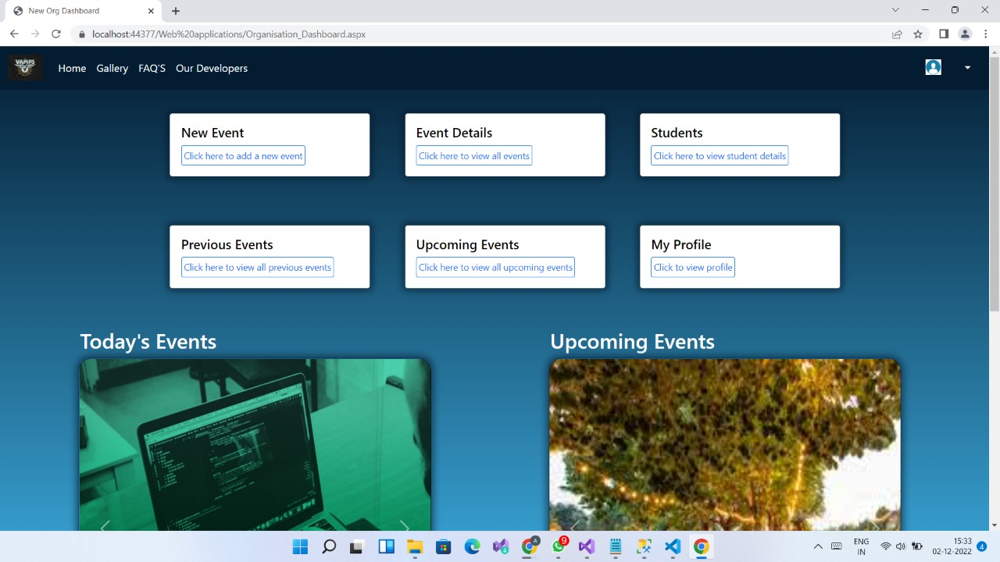 New Org Dashboard
localhost:44377/Web%20applications/Organisation_Dashboard.aspx
VAMPS
Home Gallery FAQ'S Our Developers
New Event
Click here to add a new event
Event Details
Click here to view all events
Students
Click here to view student details
Previous Events
Click here to view all previous events
Upcoming Events
Click here to view all upcoming events
My Profile
Click to view profile
Today's Events
Upcoming Events
A
9
ENG
IN
15:33
02-12-2022
4